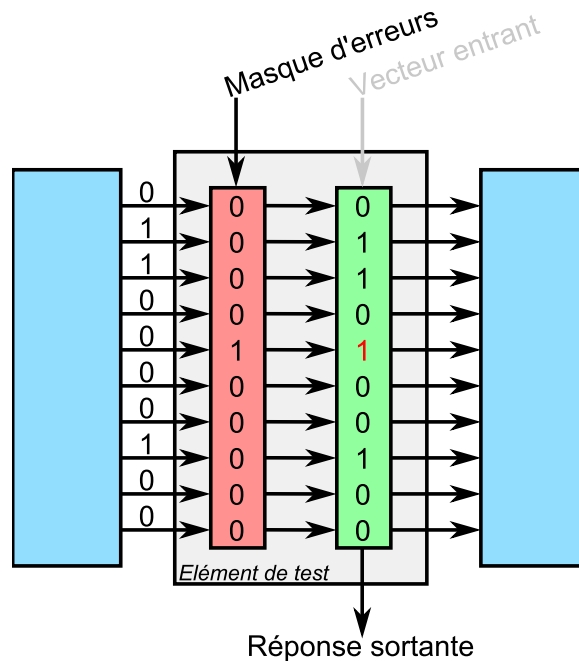 Masque d'erreurs
Vecteur entrant
0 0 0
1 0 1
1 0 1
0 0 0
0 1 1
0 0 0
0 0 0
1 0 1
0 0 0
0 0 0
Elément de test
Réponse sortante